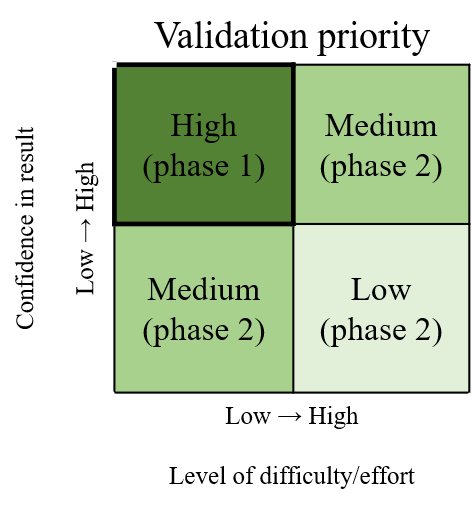 Validation priority
High
(phase 1)
Medium
(phase 2)
Confidence in result
Low → High
Medium
(phase 2)
Low
(phase 2)
Low → High
Level of difficulty/effort